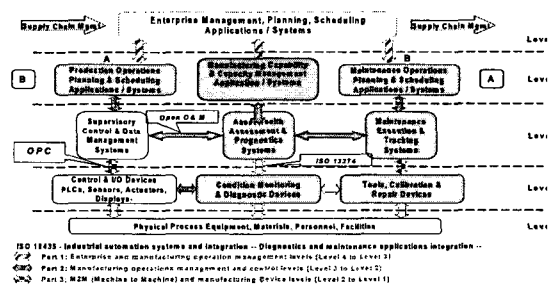 Enterprise Management, Planning, Scheduling
Applications / Systems
Supply Chain Mgmt
Supply Chain Mgmt
A
B
B
A
Production Operations
Planning & Scheduling
Applications / Systems
Manufacturing Capability
& Capacity Management
Application / Systems
Maintenance Operations
Planning & Scheduling
Applications / Systems
Supervisory
Control & Data
Management
Systems
Open O & M
Asset Health
Assessment &
Prognostics
Systems
Maintenance
Execution &
Tracking
Systems
OPC
ISO 13374
Control & I/O Devices
PLCs, Sensors, Actuators,
Displays-
Condition Monitoring
& Diagnostic Devices
Tools, Calibration &
Repair Devices
Physical Process Equipment, Materials, Personnel, Facilities
Leve
Leve
Leve
Leve
Leve
ISO 18435 - Industrial automation systems and integration -- Diagnostics and maintenance applications integration --
Part 1; Enterprise and manufacturing operation management levels (Level 4 to Level 3)
Part 2; Manufacturing operations management and control levels (Level 3 to Level 2)
Part 3; M2M (Machine to Machine) and manufacturing Device levels (Level 2 to Level 1)